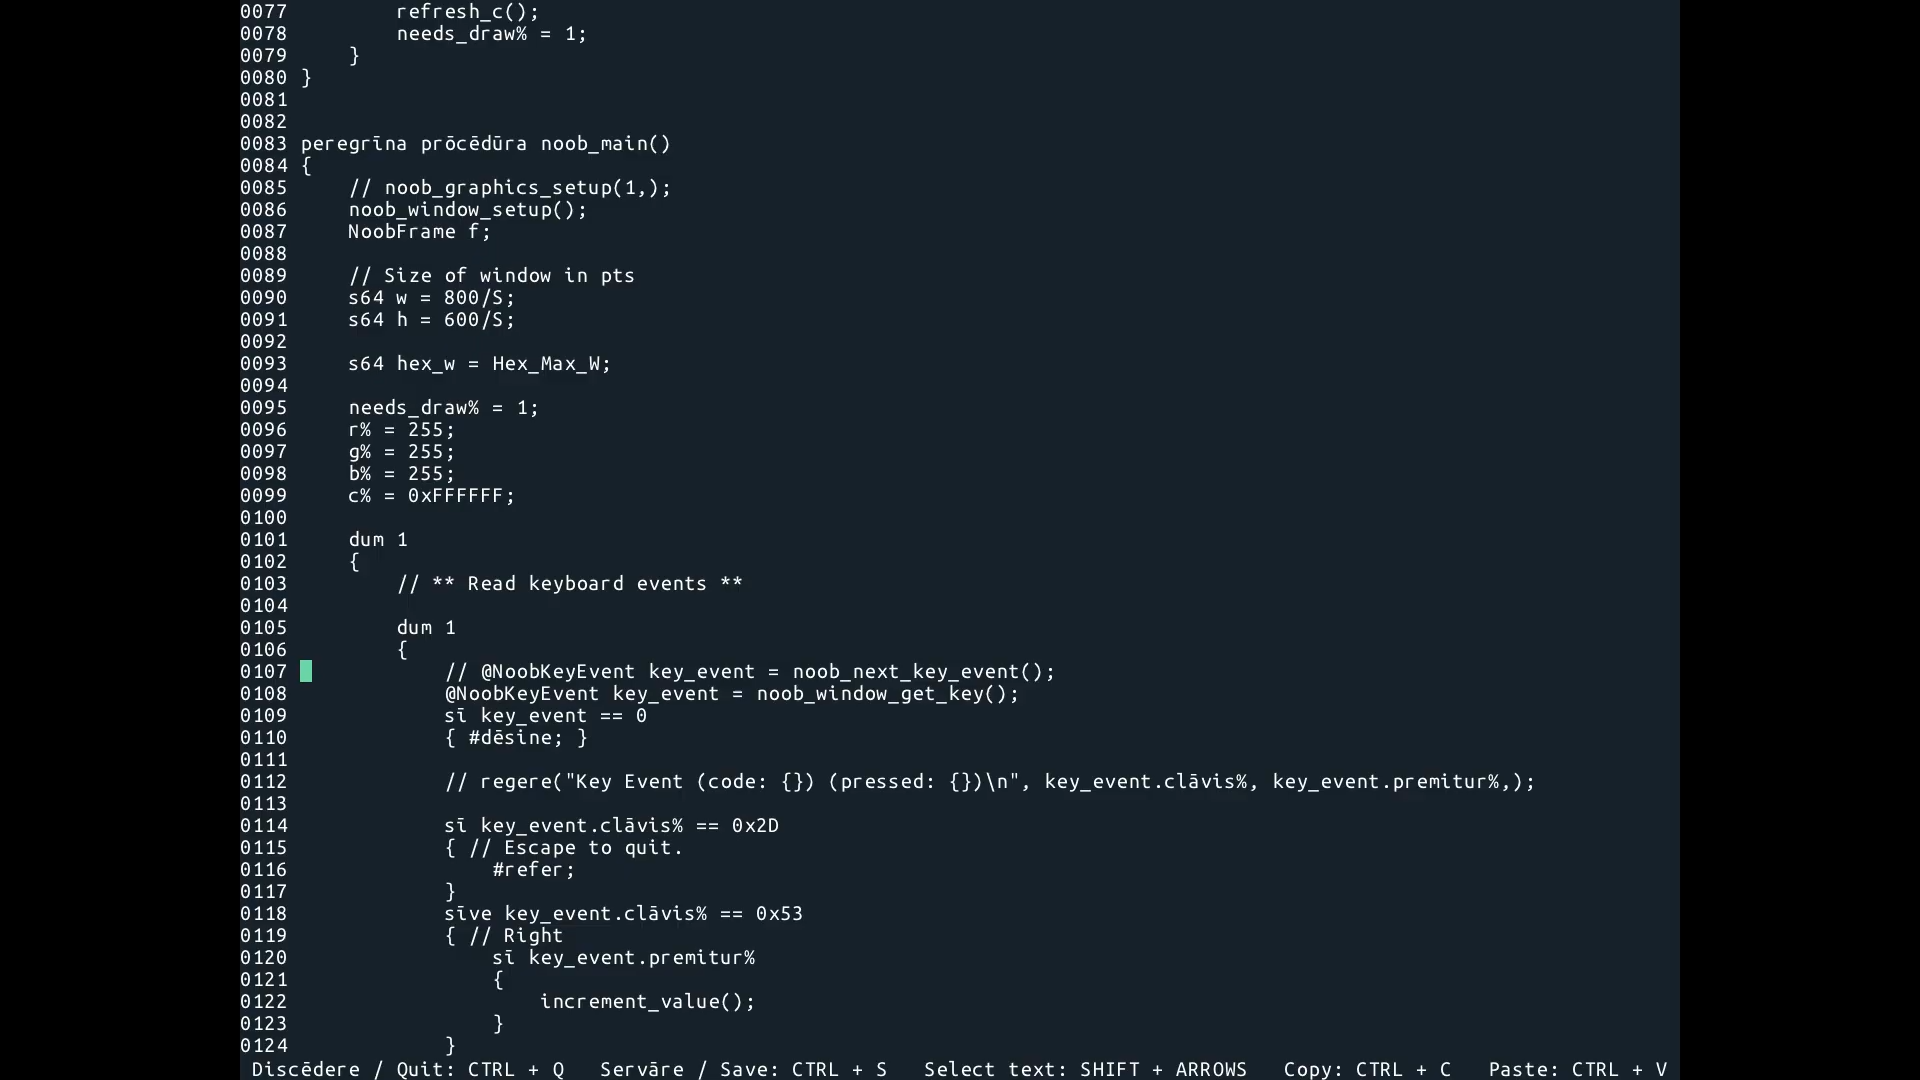 0077         refresh_c();
0078         needs_draw% = 1;
0079     }
0080 }
0081
0082
0083 peregrīna prōcēdūra noob_main()
0084 {
0085     // noob_graphics_setup(1,);
0086     noob_window_setup();
0087     NoobFrame f;
0088
0089     // Size of window in pts
0090     s64 w = 800/S;
0091     s64 h = 600/S;
0092
0093     s64 hex_w = Hex_Max_W;
0094
0095     needs_draw% = 1;
0096     r% = 255;
0097     g% = 255;
0098     b% = 255;
0099     c% = 0xFFFFFF;
0100
0101     dum 1
0102     {
0103         // ** Read keyboard events **
0104
0105         dum 1
0106         {
0107             // @NoobKeyEvent key_event = noob_next_key_event();
0108             @NoobKeyEvent key_event = noob_window_get_key();
0109             sī key_event == 0
0110             { #dēsine; }
0111
0112             // regere("Key Event (code: {}) (pressed: {})\n", key_event.clāvis%, key_event.premitur%,);
0113
0114             sī key_event.clāvis% == 0x2D
0115             { // Escape to quit.
0116                 #refer;
0117             }
0118             sīve key_event.clāvis% == 0x53
0119             { // Right
0120                 sī key_event.premitur%
0121                 {
0122                     increment_value();
0123                 }
0124             }
Discēdere / Quit: CTRL + Q   Servāre / Save: CTRL + S   Select text: SHIFT + ARROWS   Copy: CTRL + C   Paste: CTRL + V